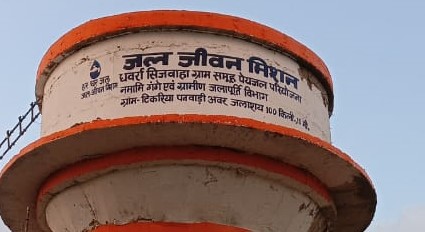 जल जीवन मिशन
हर घर जल
जल जीवन मिशन
धवर्रा सिजवाहा ग्राम समूह पेयजल परियोजना
नमामि गंगे एवं ग्रामीण जलापूर्ति विभाग
ग्राम- टिकरिया पनवाड़ी अवर जलाशय 100 किली.,